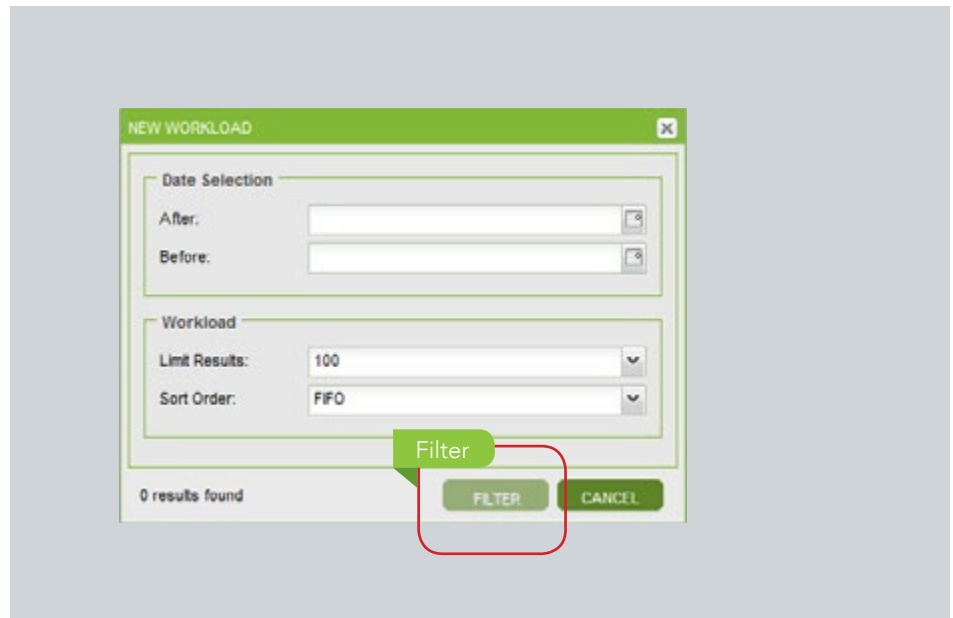 NEW WORKLOAD
Date Selection
After:
Before:
Workload
Limit Results: 100
Sort Order: FIFO
Filter
0 results found FILTER CANCEL